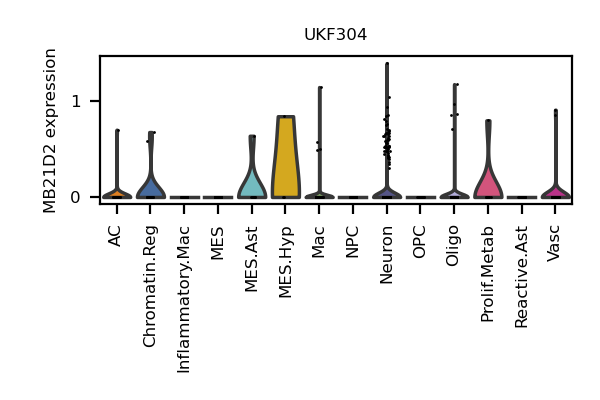 UKF304
MB21D2 expression
1
0
AC
Chromatin.Reg
Inflammatory.Mac
MES
MES.Ast
MES.Hyp
Mac
NPC
Neuron
OPC
Oligo
Prolif.Metab
Reactive.Ast
Vasc